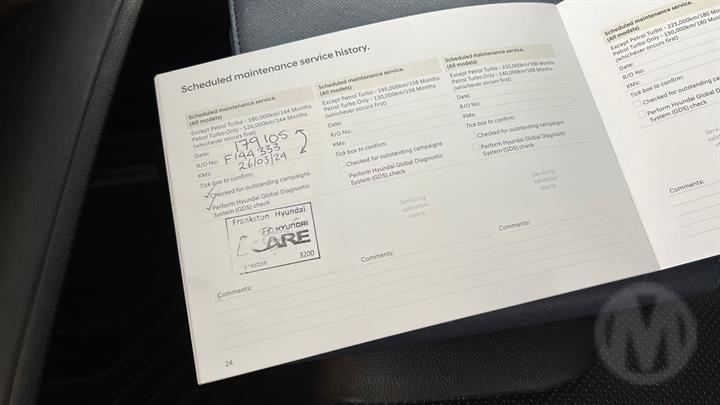 Scheduled maintenance service history.
Scheduled maintenance service.
(All models)
Except Petrol Turbo - 180,000km/144 Months
Petrol Turbo Only - 120,000km/144 Months
(whichever occurs first)
Date: 179105
R/O No: F144333
KMs: 26/03/24
Tick box to confirm:
Checked for outstanding campaigns
Perform Hyundai Global Diagnostic
System (GDS) check
Frankston Hyundai
HYUNDAI
CARE
3200
Comments:
24
Scheduled maintenance service.
(All models)
Except Petrol Turbo - 195,000km/156 Months
Petrol Turbo Only - 130,000km/156 Months
(whichever occurs first)
Date:
R/O No:
KMs:
Tick box to confirm:
Checked for outstanding campaigns
Perform Hyundai Global Diagnostic
System (GDS) check
Servicing
validation
stamp
Comments:
Scheduled maintenance service.
(All models)
Except Petrol Turbo - 210,000km/168 Months
Petrol Turbo Only - 140,000km/168 Months
(whichever occurs first)
Date:
R/O No:
KMs:
Tick box to confirm:
Checked for outstanding campaigns
Perform Hyundai Global Diagnostic
System (GDS) check
Servicing
validation
stamp
Comments:
Scheduled maintenance service.
(All models)
Except Petrol Turbo - 225,000km/180
Petrol Turbo Only - 150,000km/180
(whichever occurs first)
Date:
R/O No:
KMs:
Tick box to confirm:
Checked for outstanding
Perform Hyundai Global
System (GDS) check
Comments:
M